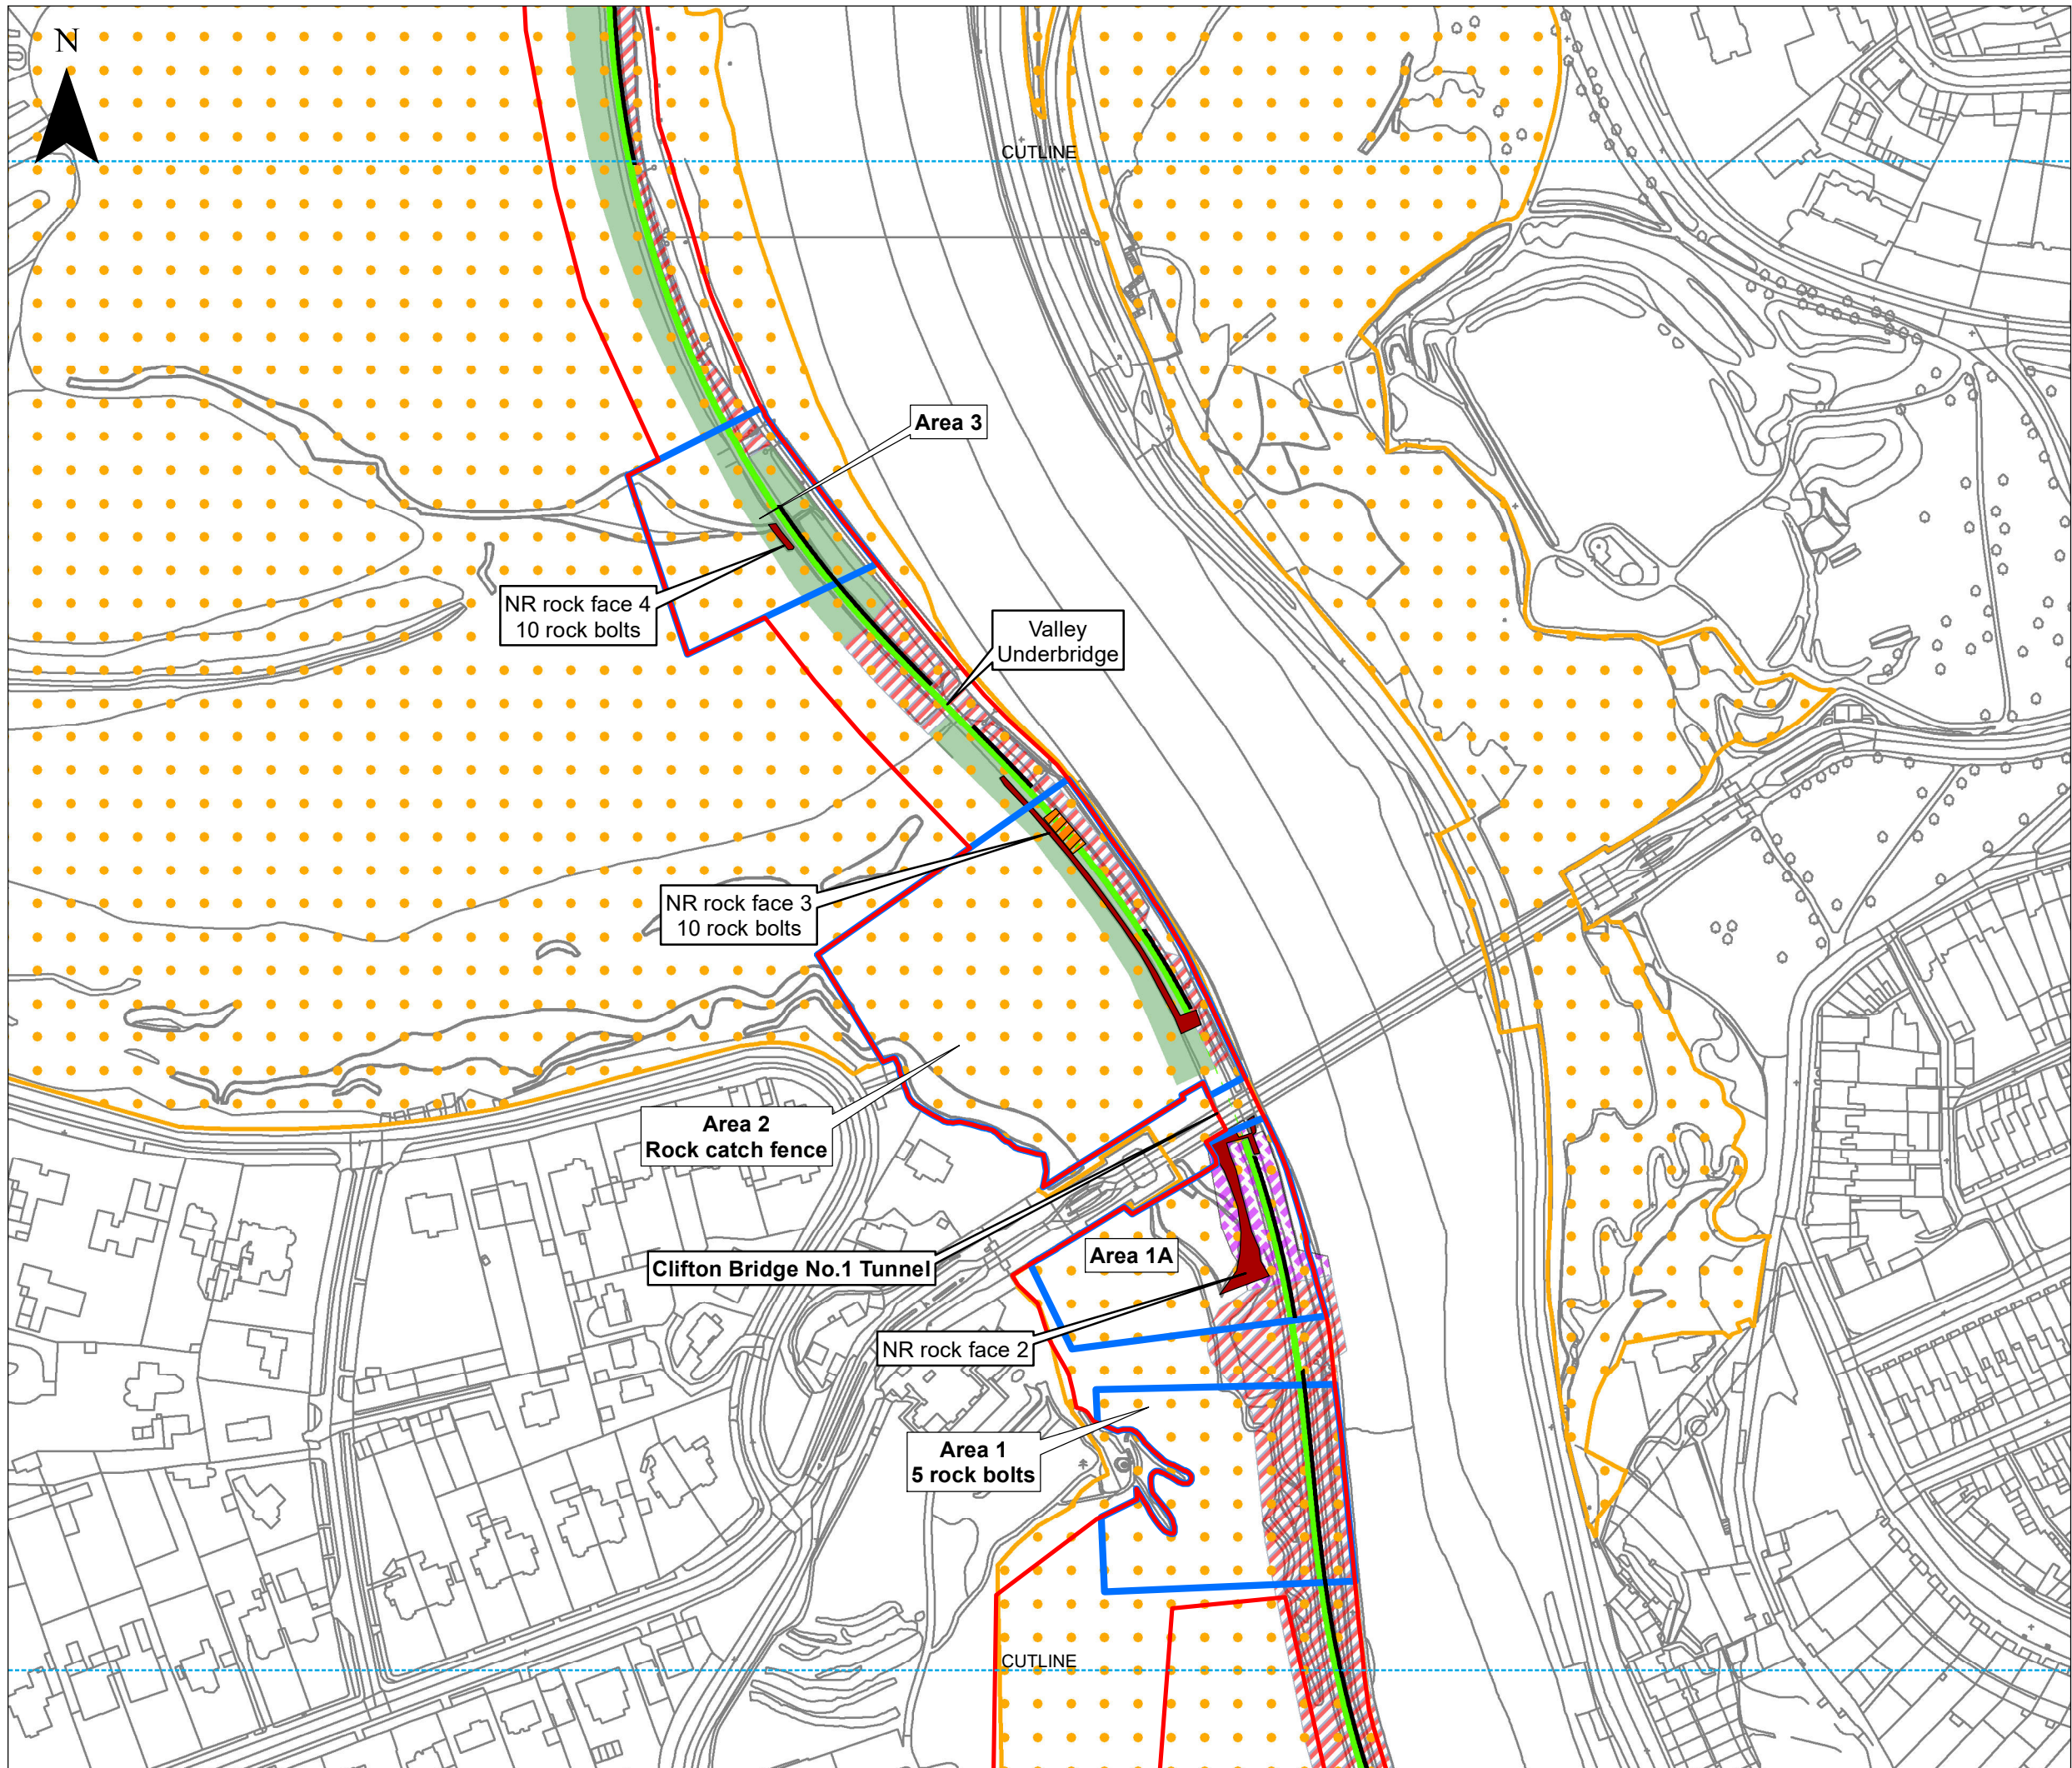 N
CUTLINE
Area 3
NR rock face 4
10 rock bolts
Valley
Underbridge
NR rock face 3
10 rock bolts
Area 2
Rock catch fence
Area 1A
Clifton Bridge No.1 Tunnel
NR rock face 2
Area 1
5 rock bolts
CUTLINE